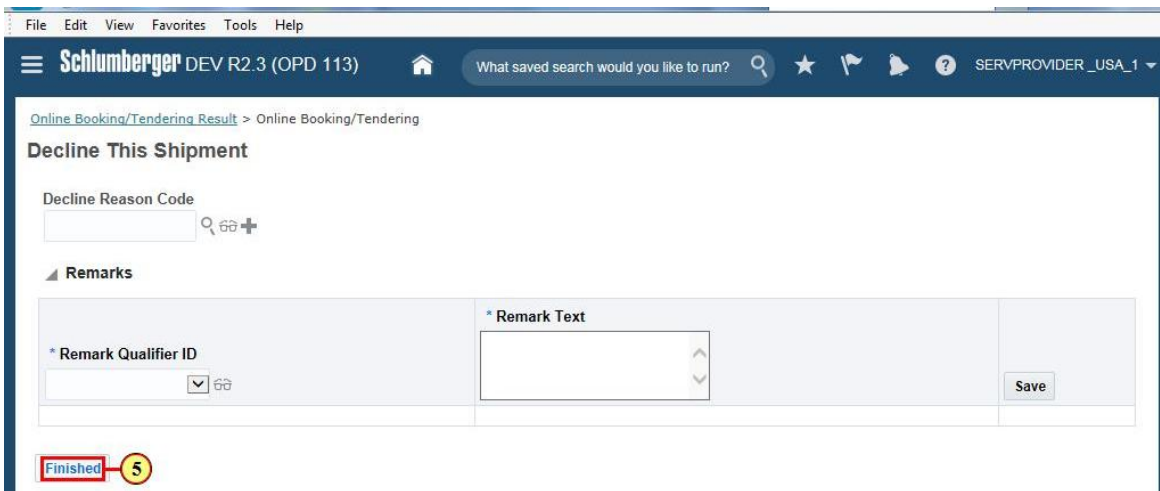 File Edit View Favorites Tools Help
Schlumberger DEV R2.3 (OPD 113) What saved search would you like to run? ? SERVPROVIDER _USA_1
Online Booking/Tendering Result > Online Booking/Tendering
Decline This Shipment
Decline Reason Code
Remarks
* Remark Text
* Remark Qualifier ID
Save
Finished 5